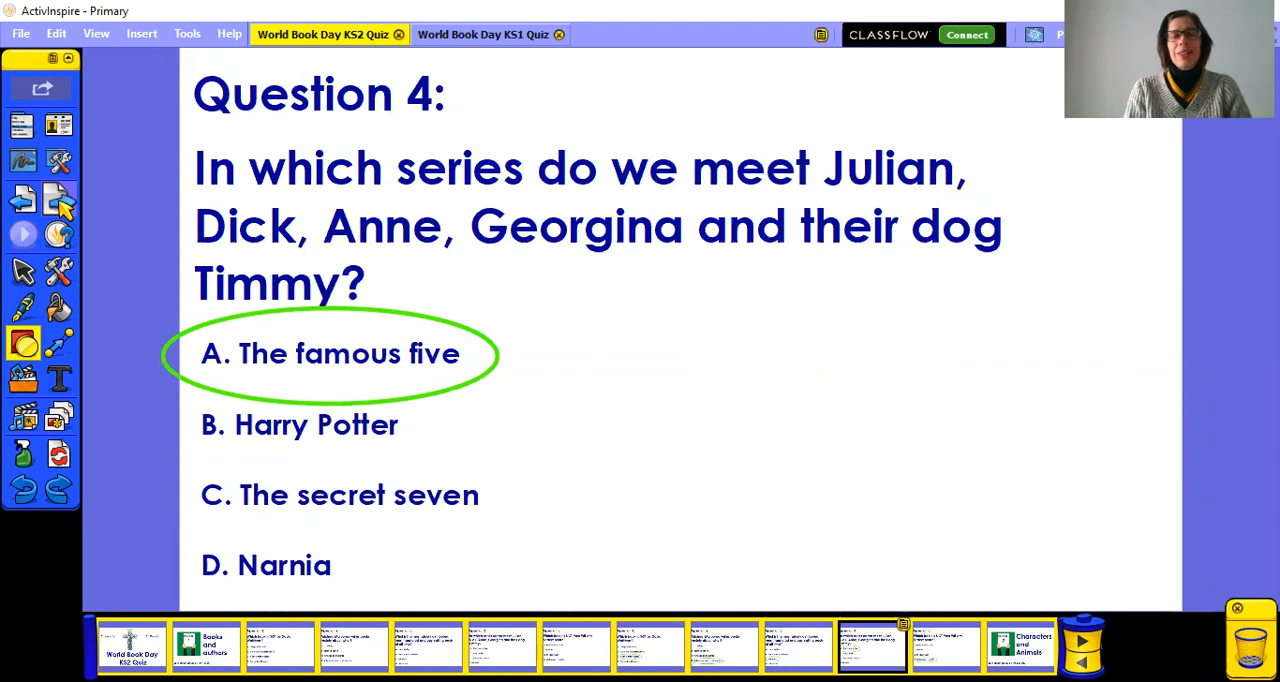 ActivInspire - Primary
File Edit View Insert Tools Help World Book Day KS2 Quiz World Book Day KS1 Quiz CLASSFLOW Connect
Question 4:
In which series do we meet Julian,
Dick, Anne, Georgina and their dog
Timmy?
A. The famous five
B. Harry Potter
C. The secret seven
D. Narnia
World Book Day
KS2 Quiz
Books
and
authors
Characters
and
Animals